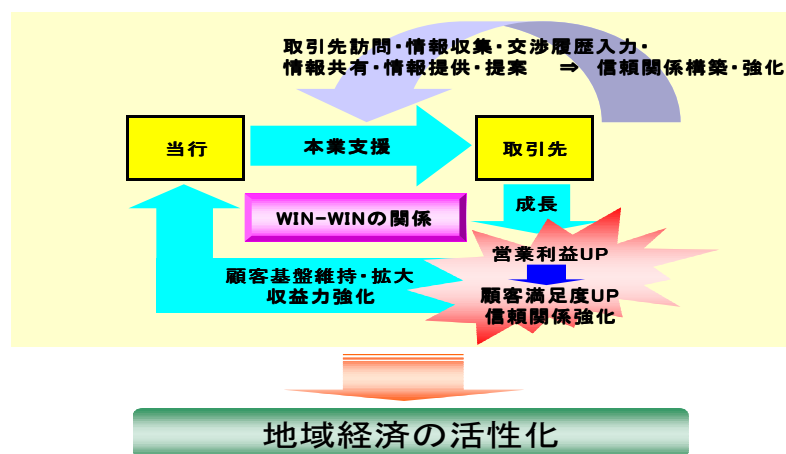 取引先訪問・情報収集・交渉履歴入力・
情報共有・情報提供・提案　⇒　信頼関係構築・強化
当行
本業支援
取引先
成長
WIN-WINの関係
営業利益UP
顧客満足度UP
信頼関係強化
顧客基盤維持・拡大
収益力強化
地域経済の活性化